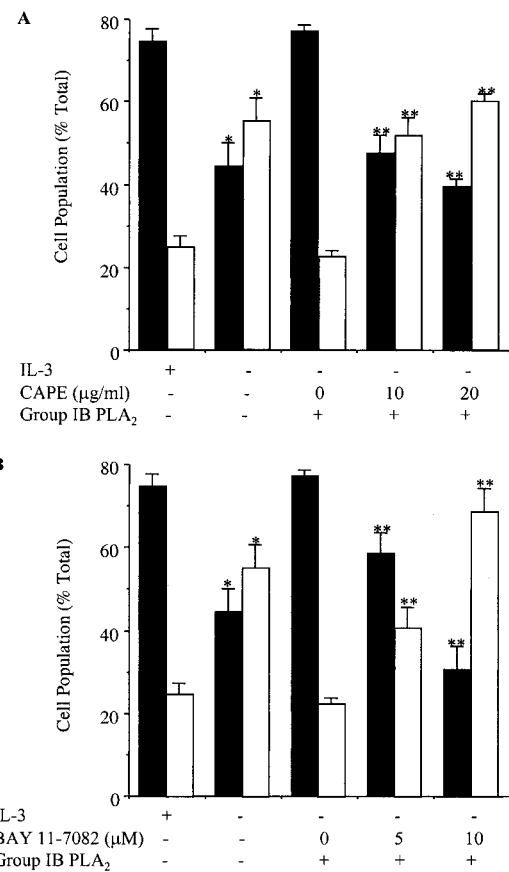 A
Cell Population (% Total)
80
60
40
20
0
* * ** ** ** **
IL-3 + - - - -
CAPE (μg/ml) - - 0 10 20
Group IB PLA2 - - + + +
B
Cell Population (% Total)
80
60
40
20
0
* * ** ** ** **
IL-3 + - - - -
BAY 11-7082 (μM) - - 0 5 10
Group IB PLA2 - - + + +